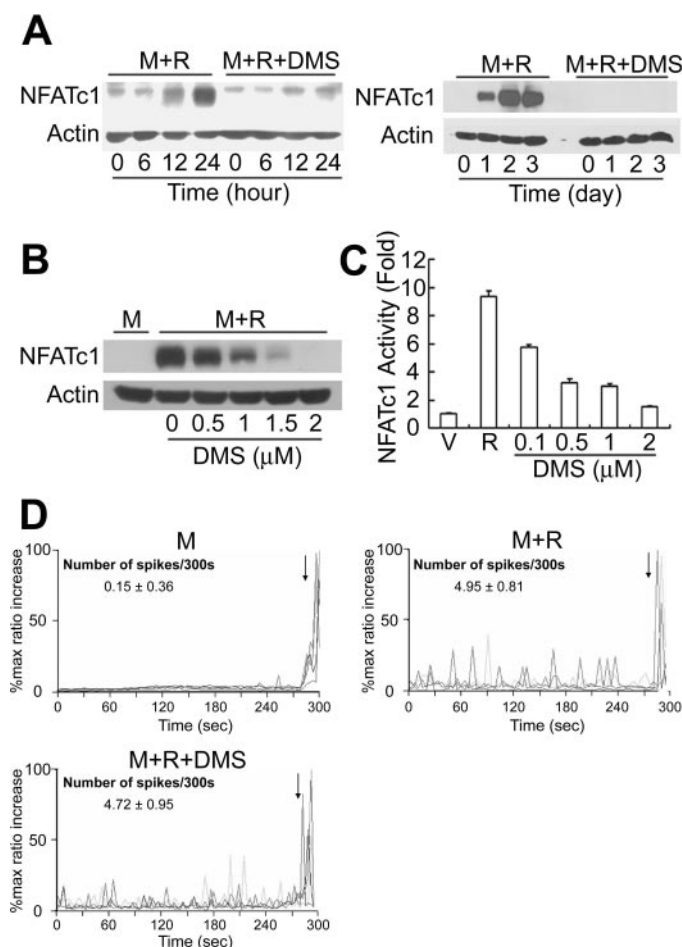 A
M+R M+R+DMS
NFATc1
Actin
0 6 12 24 0 6 12 24
Time (hour)
M+R M+R+DMS
NFATc1
Actin
0 1 2 3 0 1 2 3
Time (day)
B
M M+R
NFATc1
Actin
0 0.5 1 1.5 2
DMS (μM)
C
NFATc1 Activity (Fold)
12
10
8
6
4
2
0
V R 0.1 0.5 1 2
DMS (μM)
D
M
%max ratio increase
100
50
0
Number of spikes/300s
0.15 ± 0.36
0 60 120 180 240 300
Time (sec)
M+R
%max ratio increase
100
50
0
Number of spikes/300s
4.95 ± 0.81
0 60 120 180 240 300
Time (sec)
M+R+DMS
%max ratio increase
100
50
0
Number of spikes/300s
4.72 ± 0.95
0 60 120 180 240 300
Time (sec)